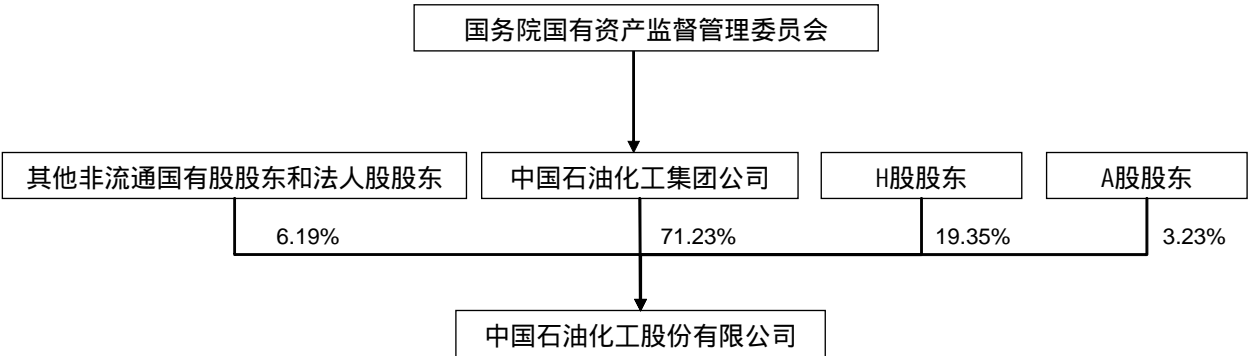 国务院国有资产监督管理委员会
其他非流通国有股股东和法人股股东
中国石油化工集团公司
H股股东
A股股东
6.19%
71.23%
19.35%
3.23%
中国石油化工股份有限公司